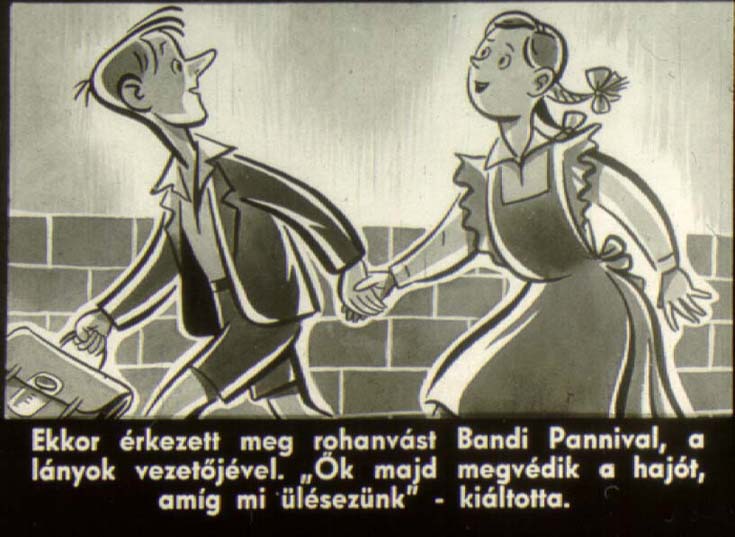 Ekkor érkezett meg rohanvást Bandi Pannival, a
lányok vezetőjével. „Ők majd megvédik a hajót,
amíg mi ülésezünk" - kiáltotta.